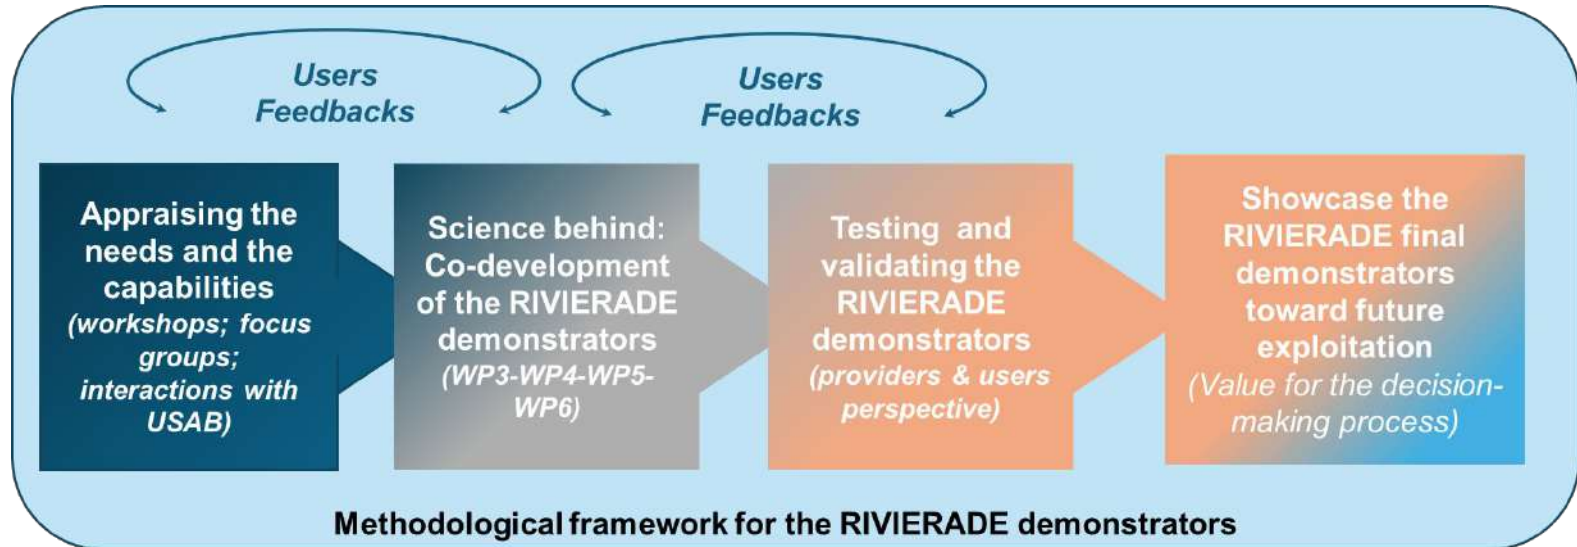 Users
Feedbacks
Users
Feedbacks
Appraising the
needs and the
capabilities
(workshops; focus
groups;
interactions with
USAB)
Science behind:
Co-development
of the RIVIERADE
demonstrators
(WP3-WP4-WP5-
WP6)
Testing and
validating the
RIVIERADE
demonstrators
(providers & users
perspective)
Showcase the
RIVIERADE final
demonstrators
toward future
exploitation
(Value for the decision-
making process)
Methodological framework for the RIVIERADE demonstrators